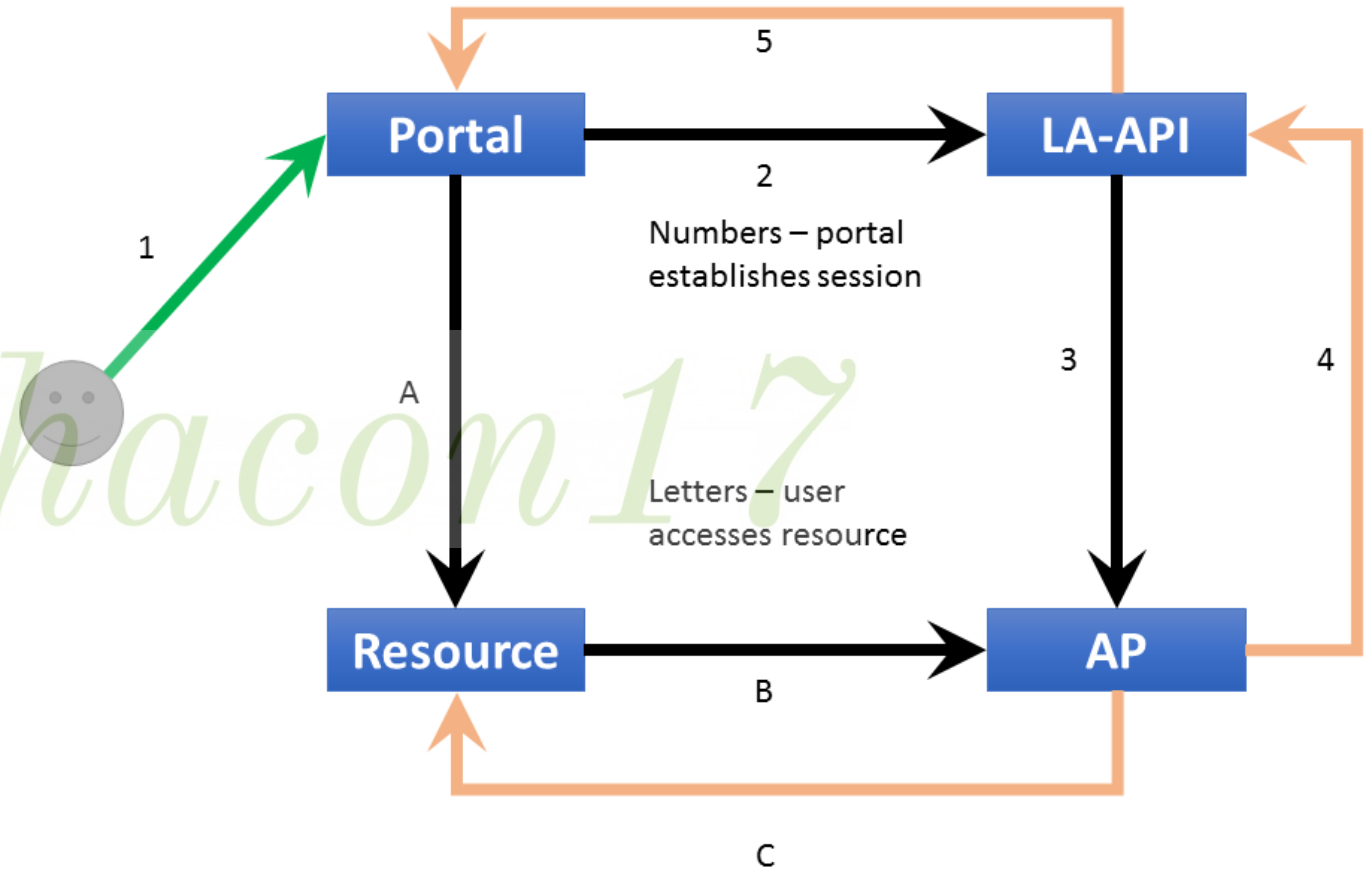 5
Portal
LA-API
2
1
Numbers – portal
establishes session
3
4
A
hacon17
Letters – user
accesses resource
Resource
AP
B
C